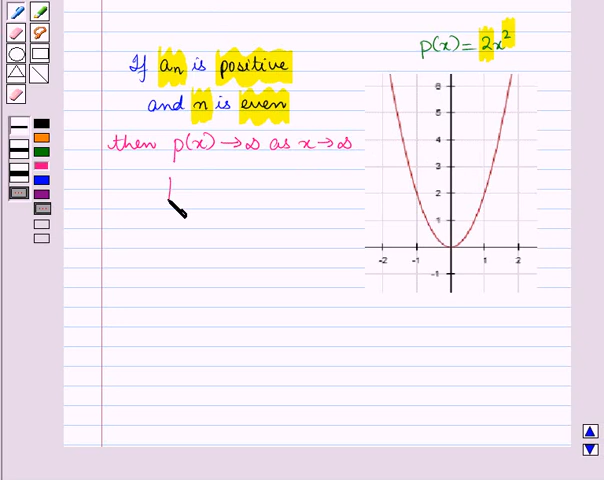 p(x) = 2x²
If aₙ is positive
and n is even
then p(x) → ∞ as x → ∞
6
5
4
3
2
1
-2 -1 0 1 2
-1